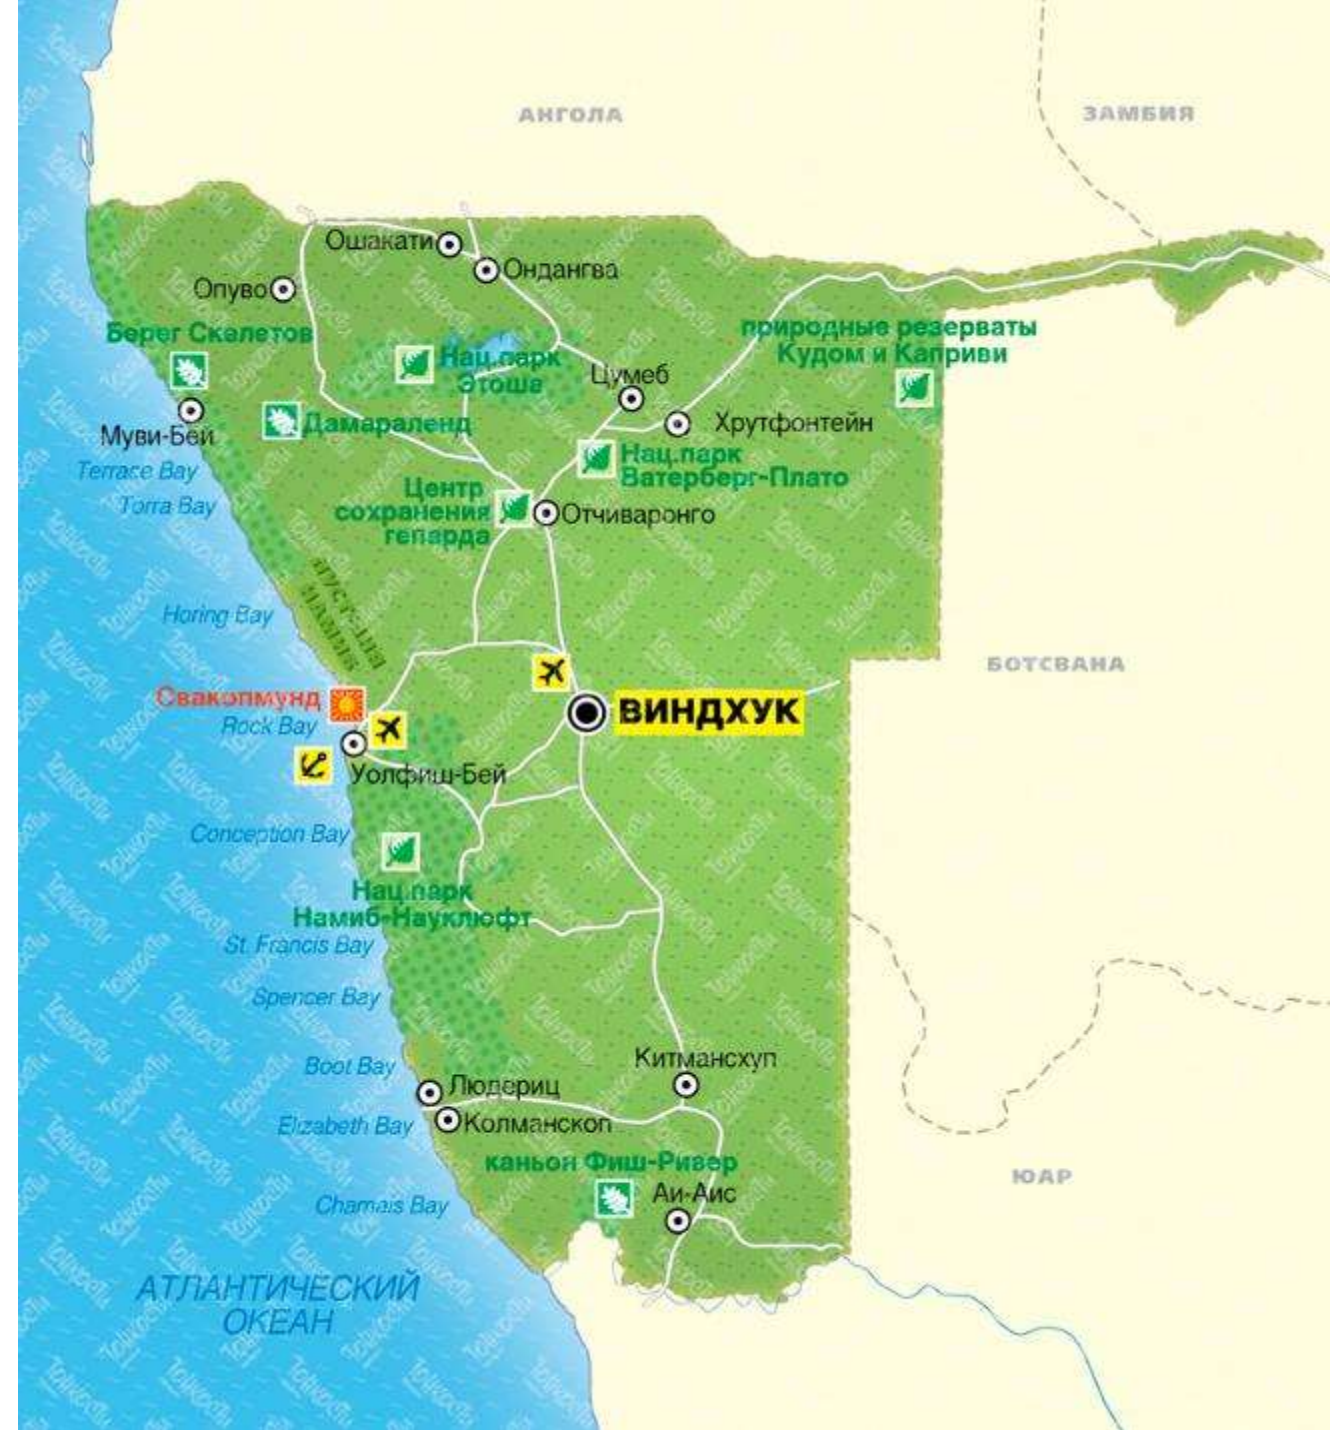 АНГОЛА
ЗАМБИЯ
Ошакати
Ондангва
Опуво
Берег Скелетов
природные резерваты
Кудом и Каприви
Нац.парк
Этоша
Цумеб
Муви-Бей
Дамараленд
Хрутфонтейн
Terrace Bay
Нац.парк
Ватерберг-Плато
Torra Bay
Центр
сохранения
гепарда
Отчиваронго
ПУСТЫНЯ
НАМИБ
Horing Bay
БОТСВАНА
Свакопмунд
Rock Bay
ВИНДХУК
Уолфиш-Бей
Conception Bay
Нац.парк
Намиб-Науклюфт
St. Francis Bay
Spencer Bay
Boot Bay
Китмансхуп
Людериц
Elizabeth Bay
Колманскоп
каньон Фиш-Ривер
ЮАР
Аи-Аис
Chamais Bay
АТЛАНТИЧЕСКИЙ
ОКЕАН